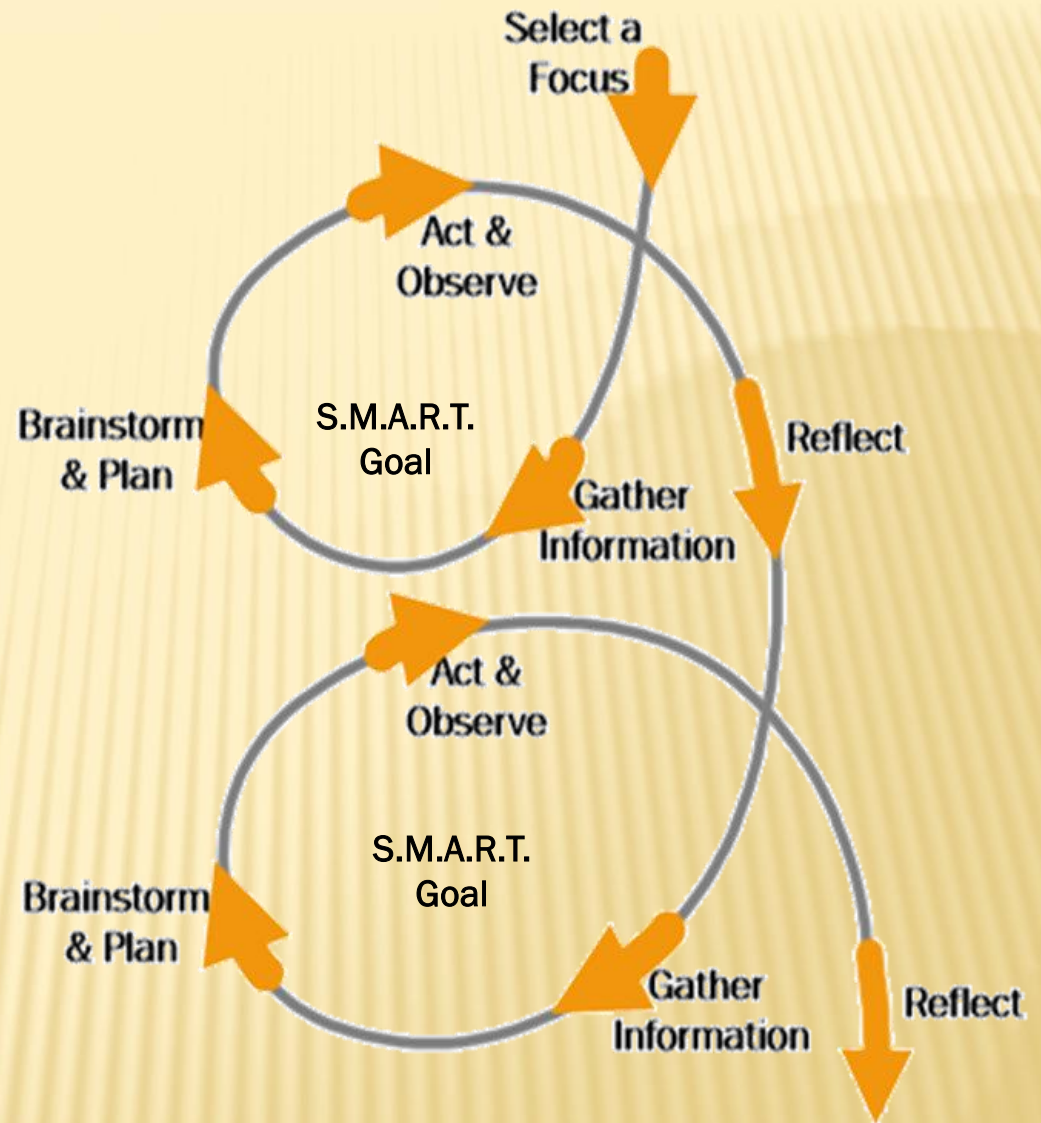 Select a
Focus
Act &
Observe
Brainstorm
& Plan
S.M.A.R.T.
Goal
Reflect
Gather
Information
Act &
Observe
S.M.A.R.T.
Goal
Brainstorm
& Plan
Gather
Information
Reflect